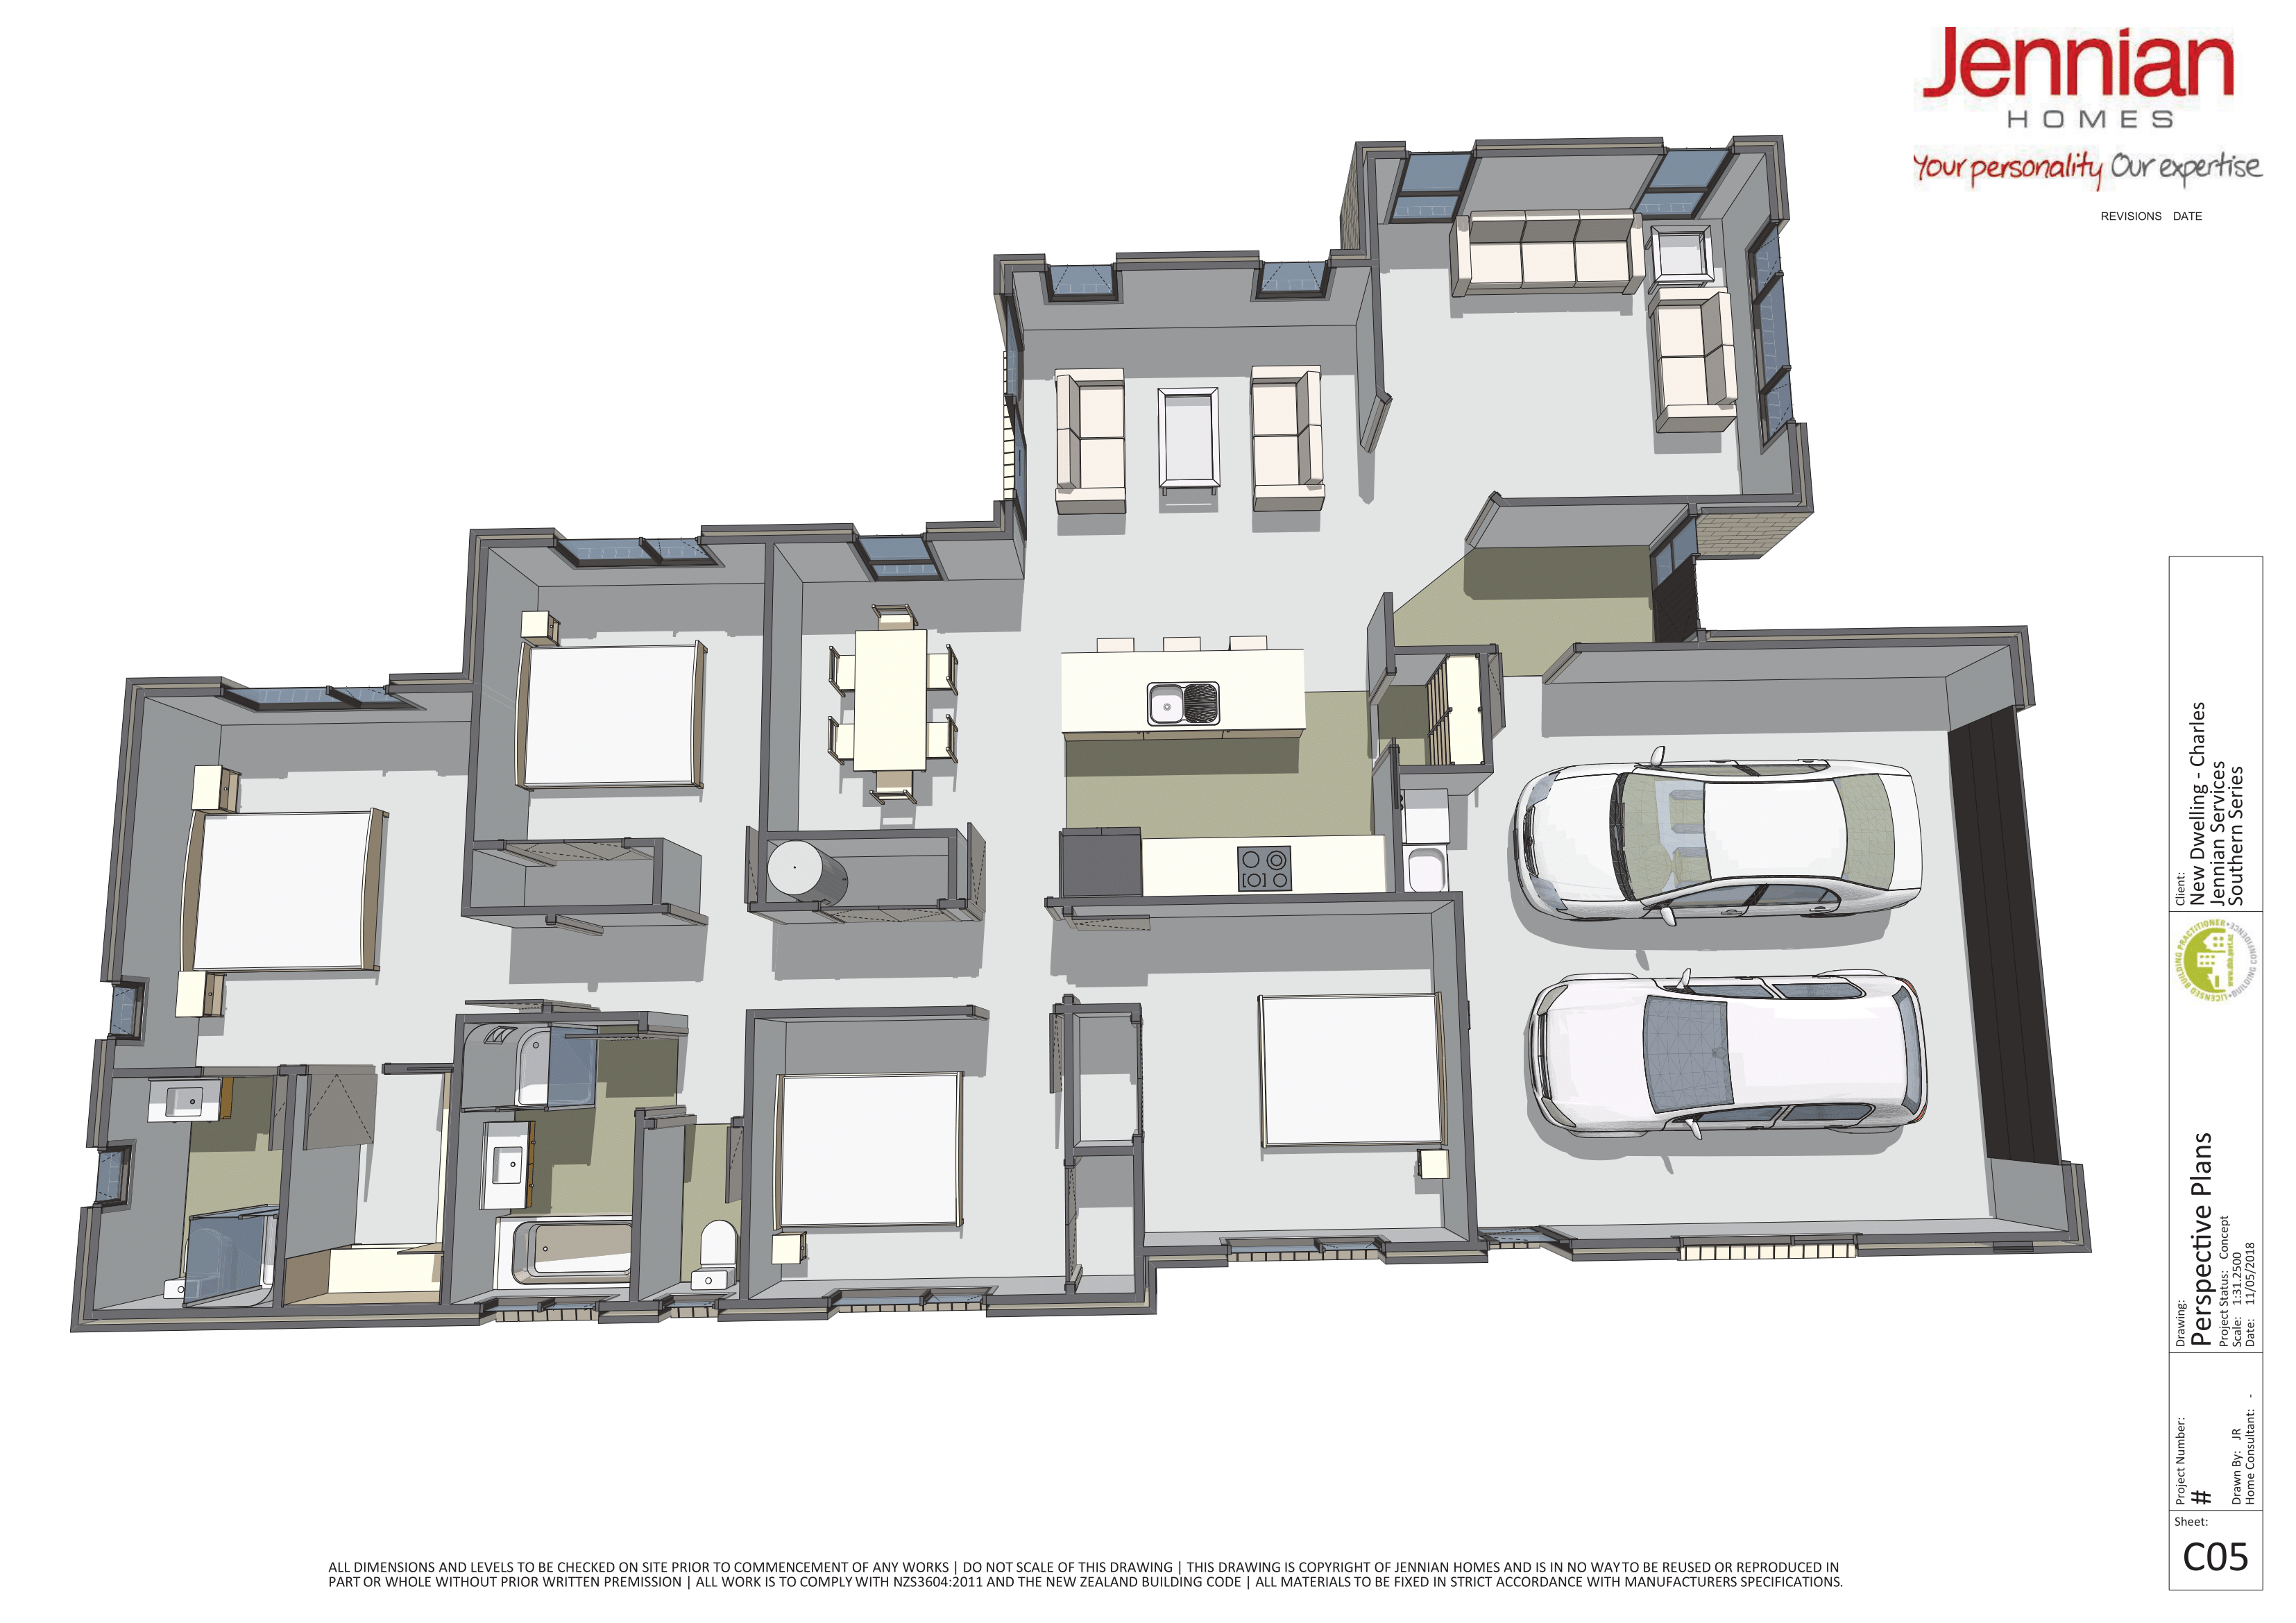 Jennian
HOMES
Your personality Our expertise
REVISIONS DATE
Client:
New Dwelling - Charles
Jennian Services
Southern Series
LICENSED BUILDING PRACTITIONER
BUILDING CONFIDENCE
www.dbh.govt.nz
Drawing:
Perspective Plans
Project Status: Concept
Scale: 1:31.2500
Date: 11/05/2018
Project Number:
#
Drawn By: JR
Home Consultant: -
Sheet:
C05
ALL DIMENSIONS AND LEVELS TO BE CHECKED ON SITE PRIOR TO COMMENCEMENT OF ANY WORKS | DO NOT SCALE OF THIS DRAWING | THIS DRAWING IS COPYRIGHT OF JENNIAN HOMES AND IS IN NO WAY TO BE REUSED OR REPRODUCED IN
PART OR WHOLE WITHOUT PRIOR WRITTEN PREMISSION | ALL WORK IS TO COMPLY WITH NZS3604:2011 AND THE NEW ZEALAND BUILDING CODE | ALL MATERIALS TO BE FIXED IN STRICT ACCORDANCE WITH MANUFACTURERS SPECIFICATIONS.